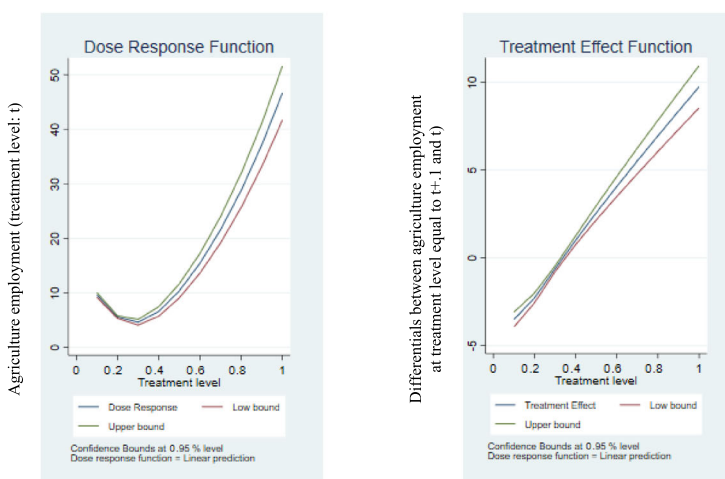 Dose Response Function
Agriculture employment (treatment level: t)
50
40
30
20
10
0
0 0.2 0.4 0.6 0.8 1
Treatment level
Dose Response Low bound
Upper bound
Confidence Bounds at 0.95 % level
Dose response function = Linear prediction
Treatment Effect Function
Differentials between agriculture employment
at treatment level equal to t+.1 and t)
10
5
0
-5
0 0.2 0.4 0.6 0.8 1
Treatment level
Treatment Effect Low bound
Upper bound
Confidence Bounds at 0.95 % level
Dose response function = Linear prediction